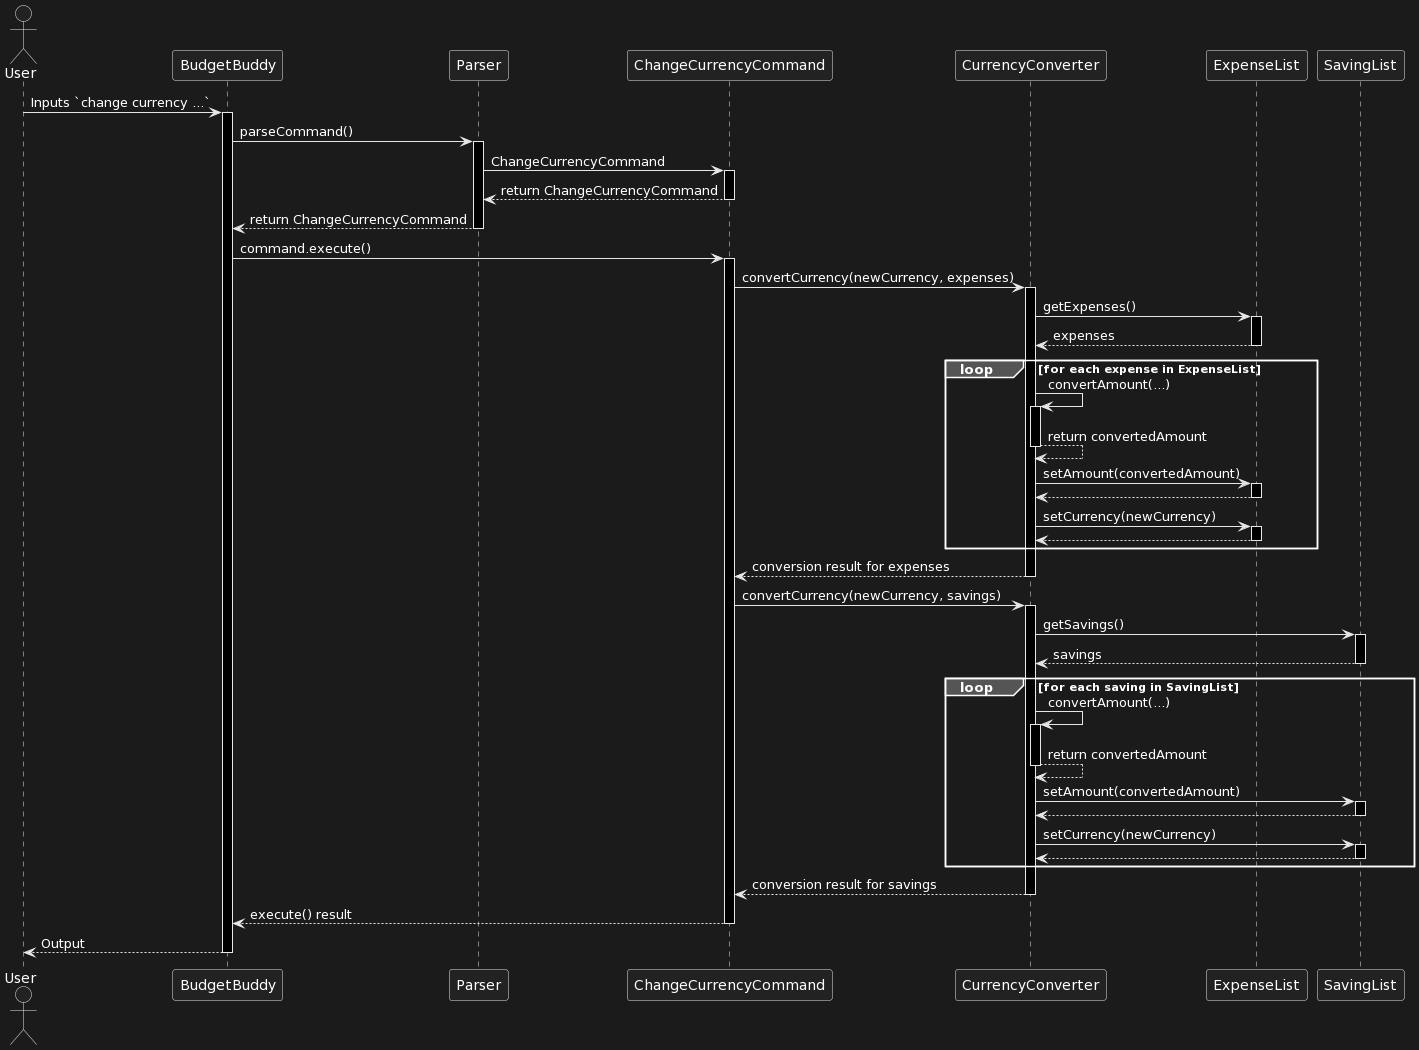 User
BudgetBuddy
Parser
ChangeCurrencyCommand
CurrencyConverter
ExpenseList
SavingList
Inputs `change currency ...`
parseCommand()
ChangeCurrencyCommand
return ChangeCurrencyCommand
return ChangeCurrencyCommand
command.execute()
convertCurrency(newCurrency, expenses)
getExpenses()
expenses
loop
[for each expense in ExpenseList]
convertAmount(...)
return convertedAmount
setAmount(convertedAmount)
setCurrency(newCurrency)
conversion result for expenses
convertCurrency(newCurrency, savings)
getSavings()
savings
loop
[for each saving in SavingList]
convertAmount(...)
return convertedAmount
setAmount(convertedAmount)
setCurrency(newCurrency)
conversion result for savings
execute() result
Output
User
BudgetBuddy
Parser
ChangeCurrencyCommand
CurrencyConverter
ExpenseList
SavingList